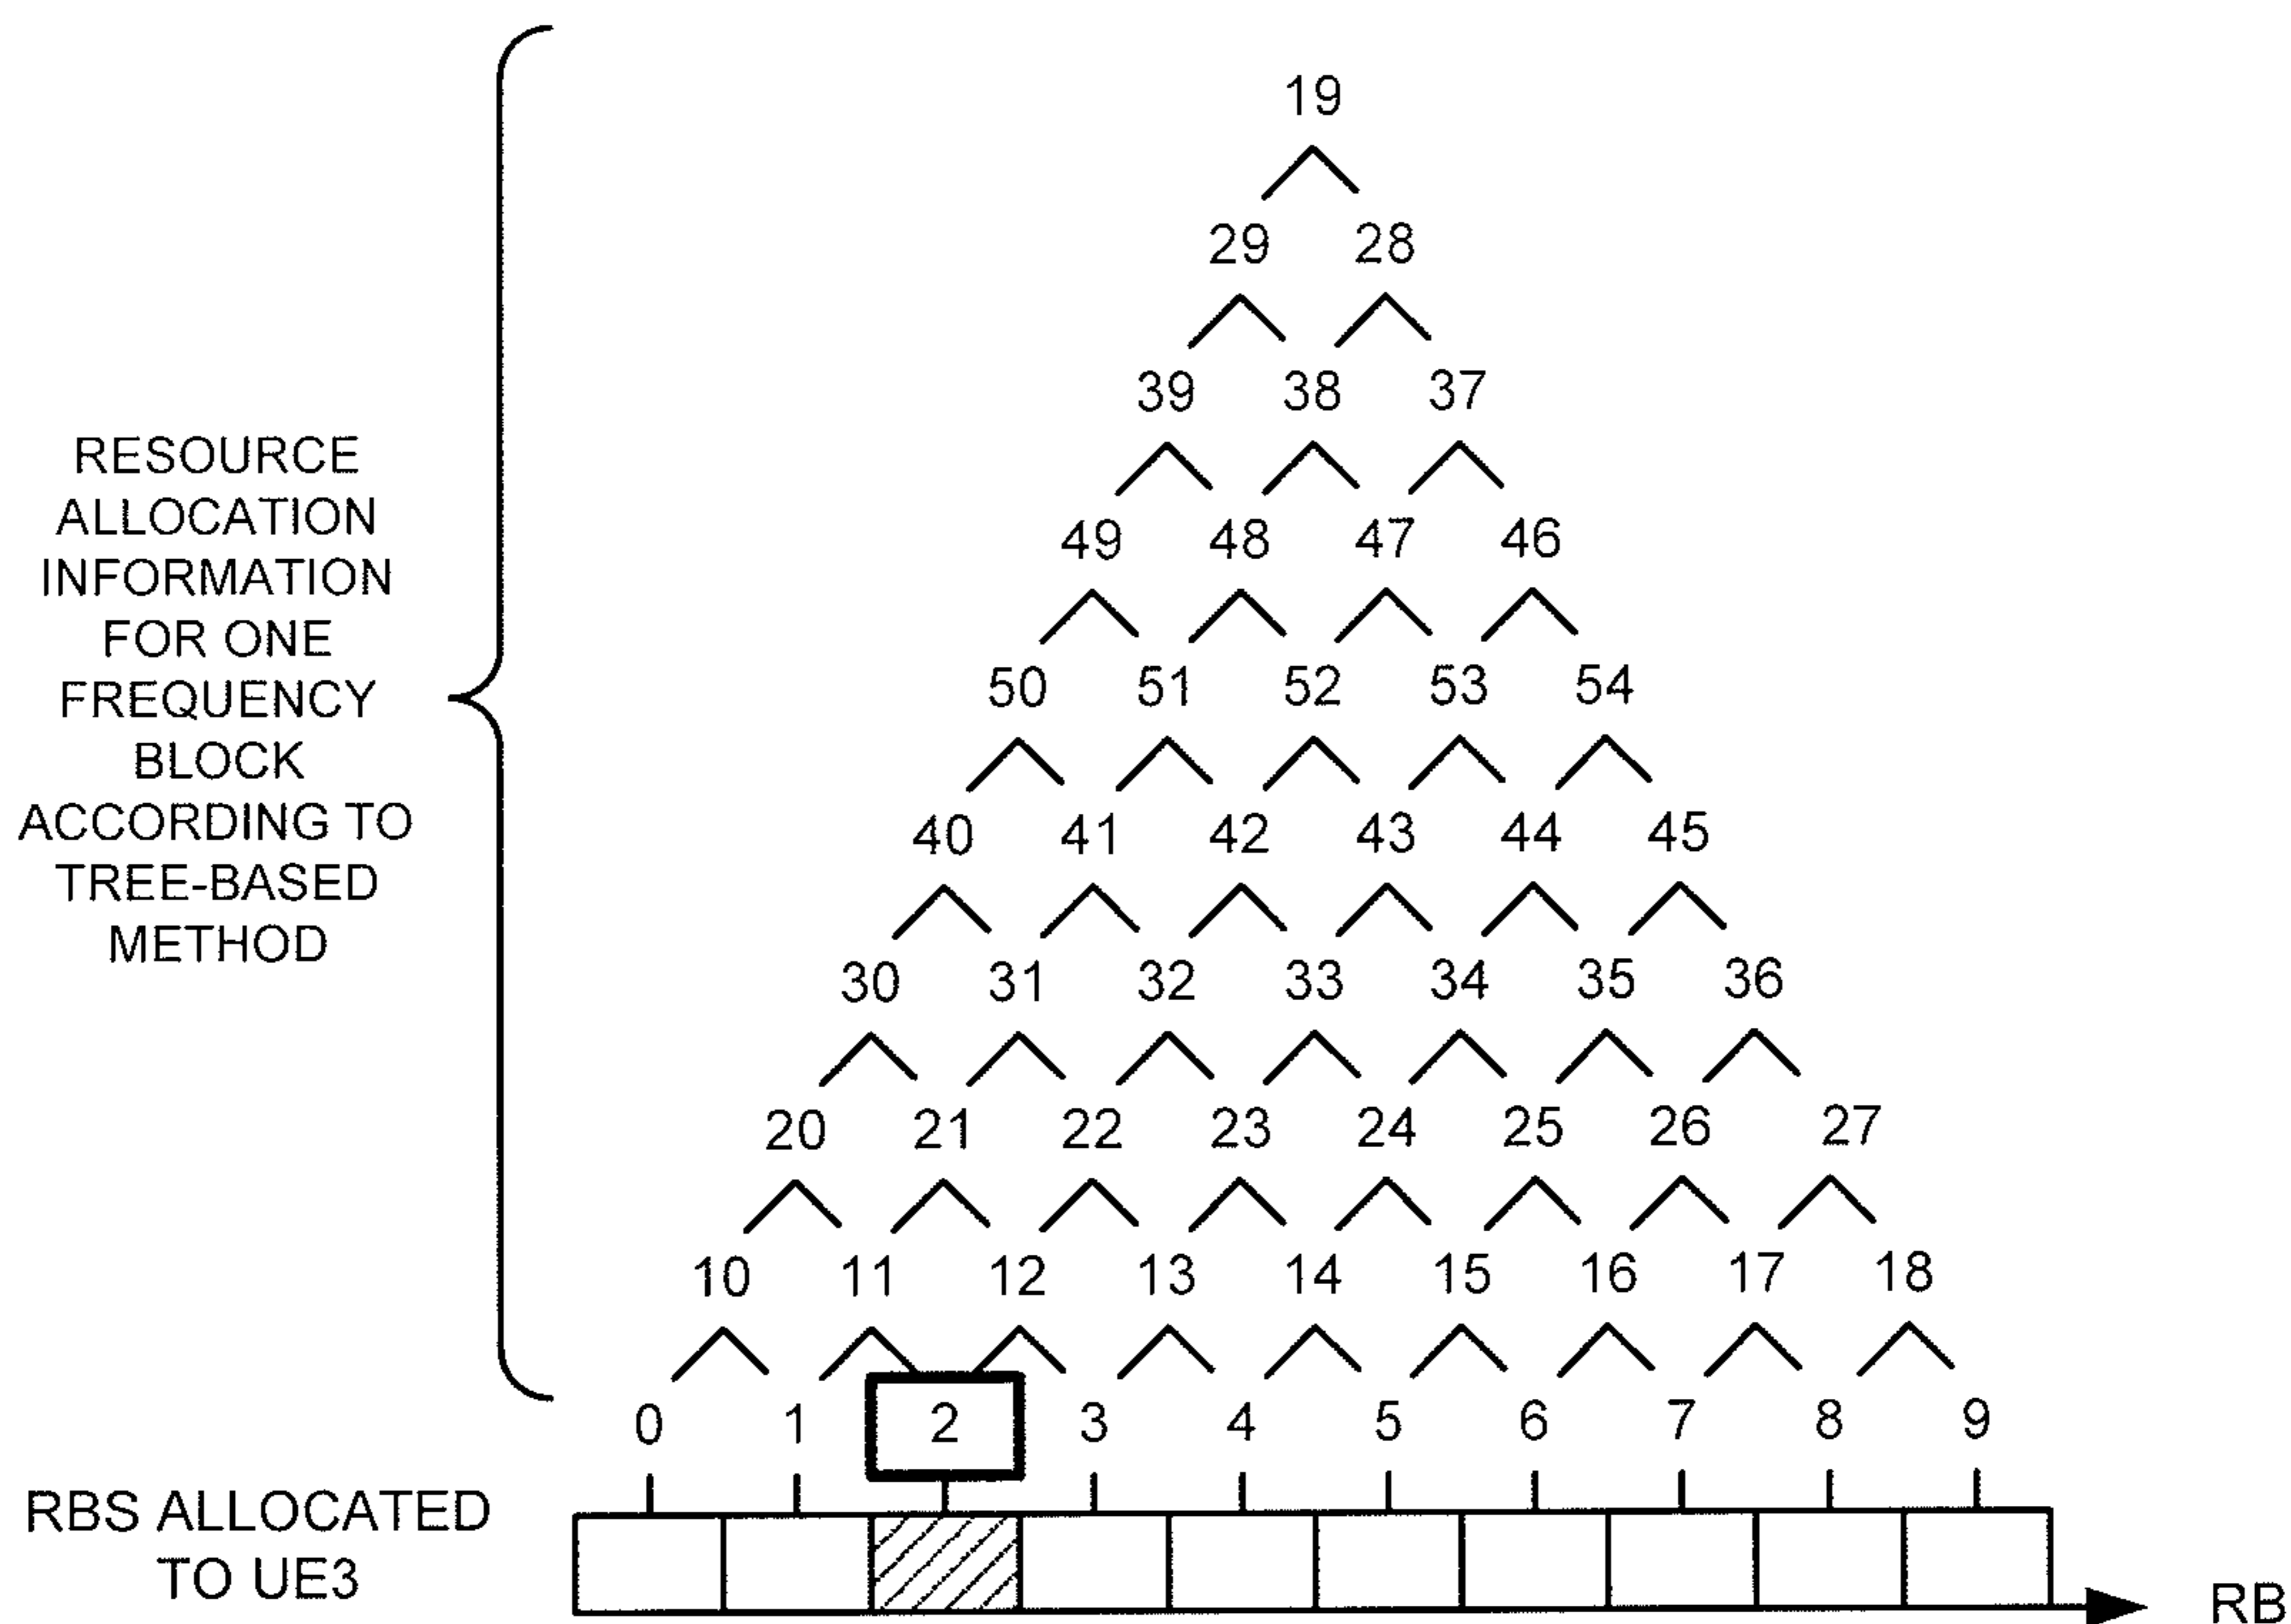 19
29 28
39 38 37
49 48 47 46
50 51 52 53 54
40 41 42 43 44 45
30 31 32 33 34 35 36
20 21 22 23 24 25 26 27
10 11 12 13 14 15 16 17 18
0 1 2 3 4 5 6 7 8 9
RESOURCE
ALLOCATION
INFORMATION
FOR ONE
FREQUENCY
BLOCK
ACCORDING TO
TREE-BASED
METHOD
RBS ALLOCATED
TO UE3
RB